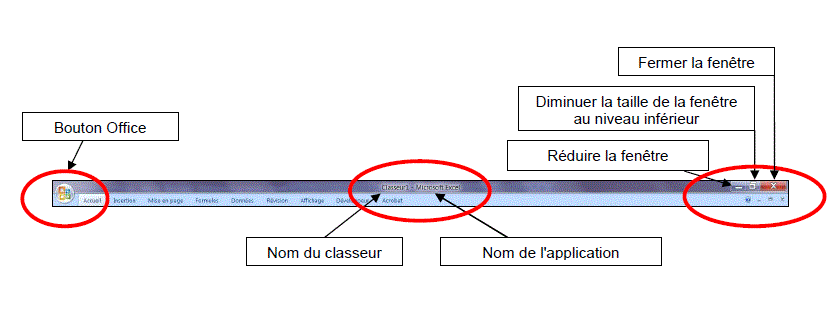 Fermer la fenêtre
Diminuer la taille de la fenêtre
au niveau inférieur
Bouton Office
Réduire la fenêtre
Classeur1 - Microsoft Excel
Accueil Insertion Mise en page Formules Données Révision Affichage Acrobat
Nom du classeur
Nom de l'application